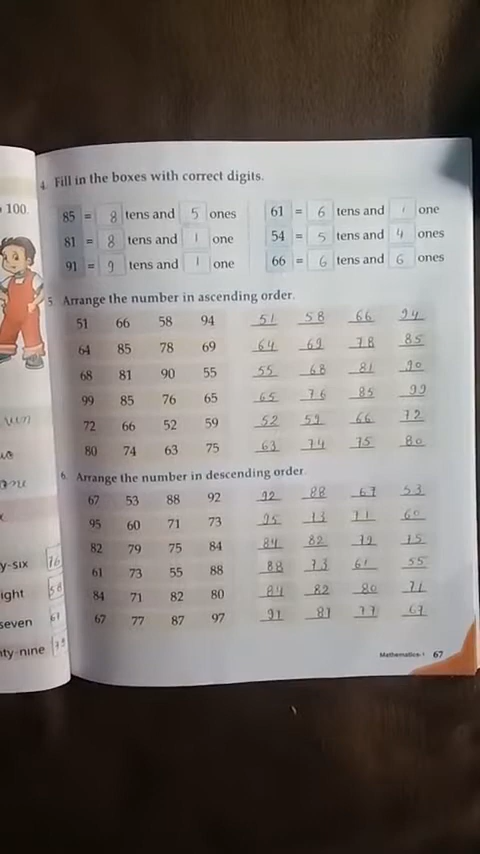 100.
4. Fill in the boxes with correct digits.
85 = 8 tens and 5 ones 61 = 6 tens and 1 one
81 = 8 tens and 1 one 54 = 5 tens and 4 ones
91 = 9 tens and 1 one 66 = 6 tens and 6 ones
5. Arrange the number in ascending order.
51 66 58 94 51 58 66 94
64 85 78 69 64 69 78 85
68 81 90 55 55 68 81 90
99 85 76 65 65 76 85 99
72 66 52 59 52 59 66 72
80 74 63 75 63 74 75 80
6. Arrange the number in descending order.
67 53 88 92 92 88 67 53
95 60 71 73 95 73 71 60
82 79 75 84 84 82 79 75
61 73 55 88 88 73 61 55
84 71 82 80 84 82 80 71
67 77 87 97 97 87 77 67
y-six 76
ight 58
seven 67
ty-nine 79
Mathematics-1 67